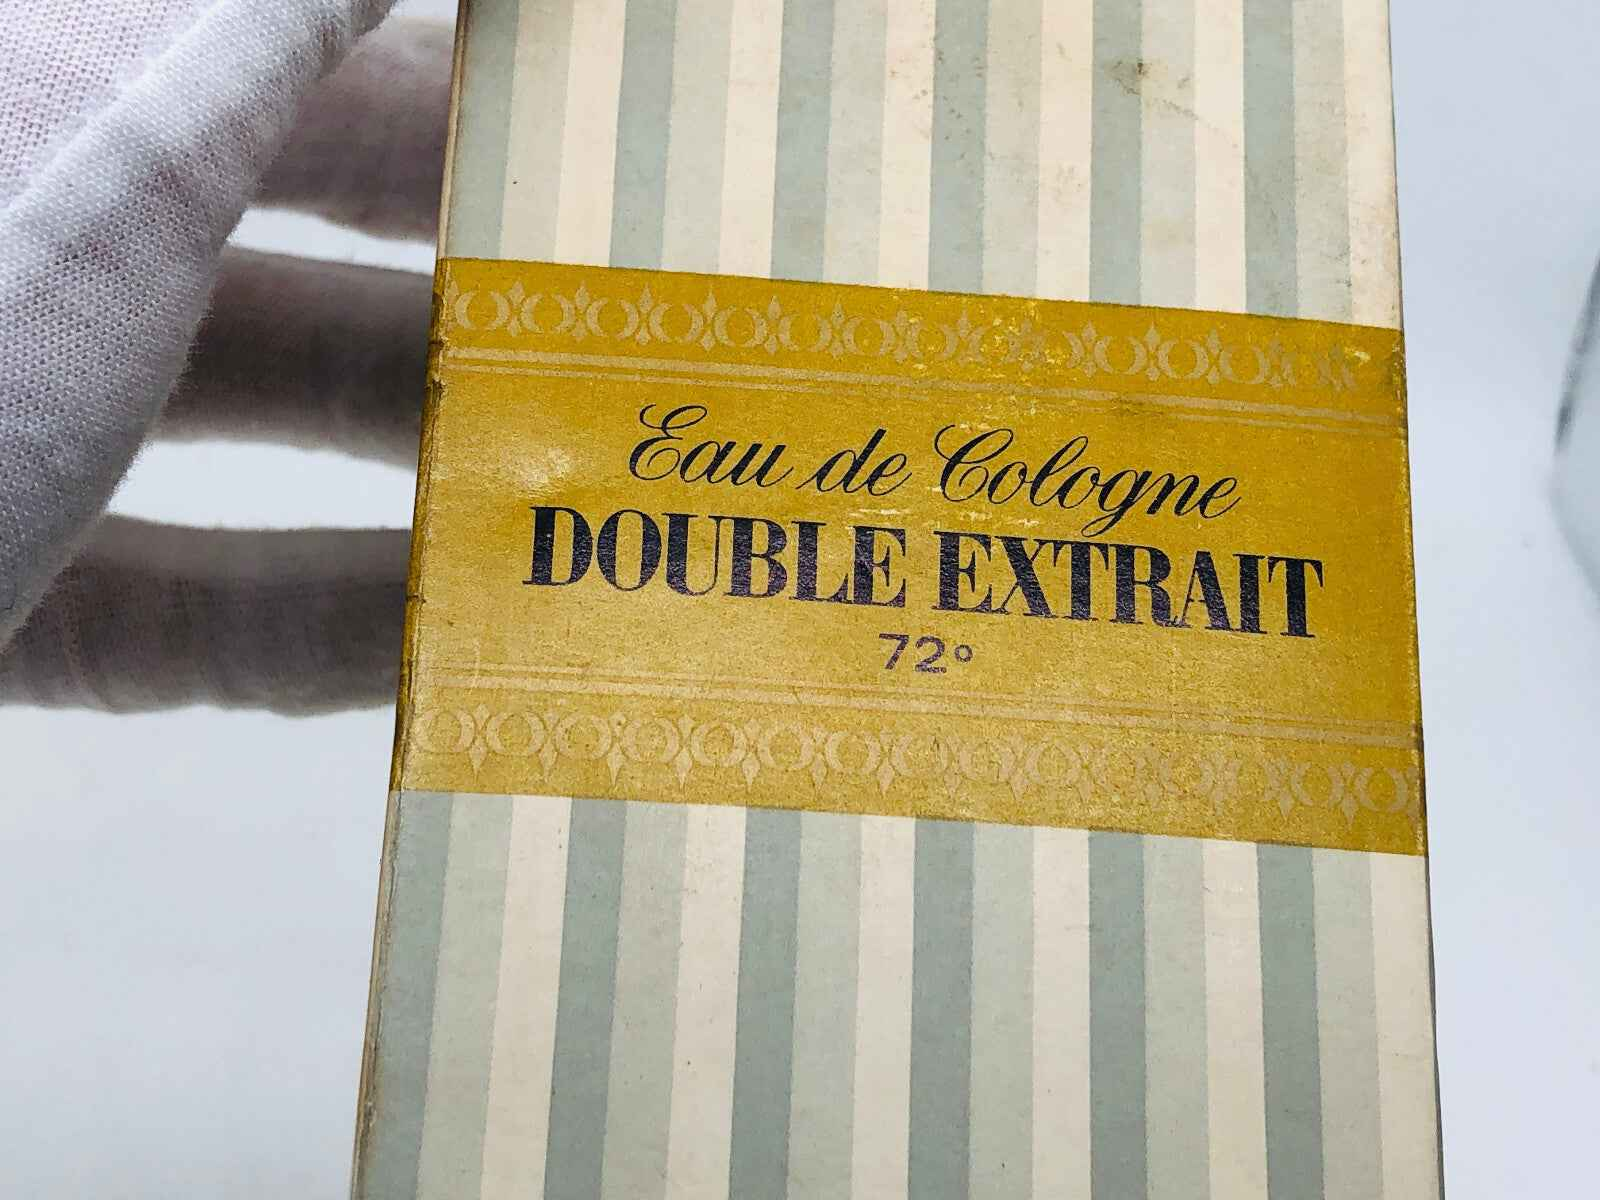 Eau de Cologne
DOUBLE EXTRAIT
72°